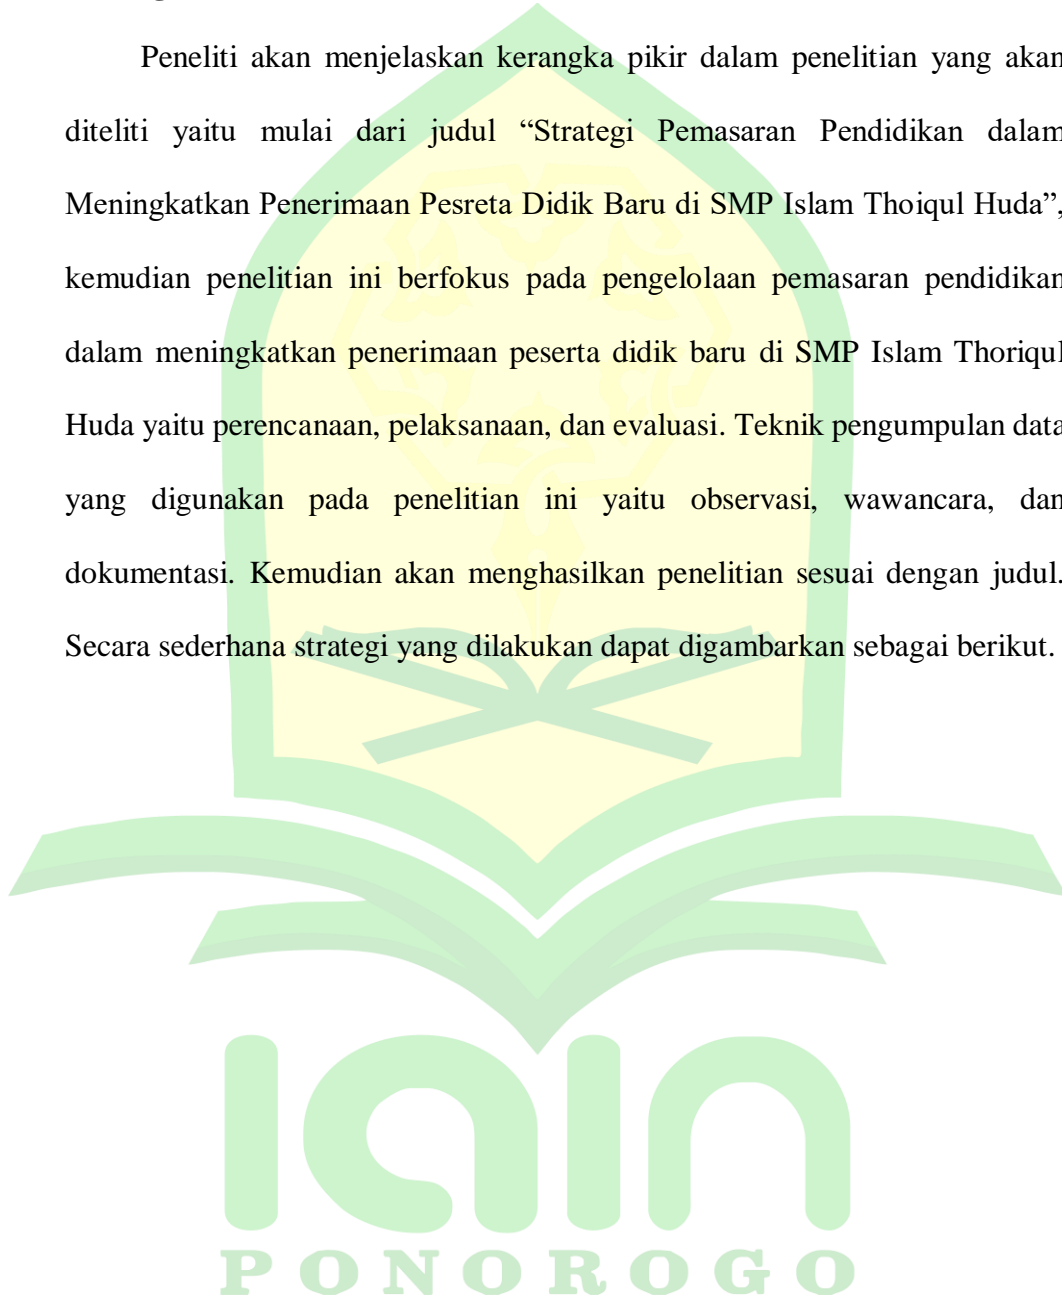 Peneliti akan menjelaskan kerangka pikir dalam penelitian yang akan
diteliti yaitu mulai dari judul “Strategi Pemasaran Pendidikan dalam
Meningkatkan Penerimaan Pesreta Didik Baru di SMP Islam Thoiqul Huda”,
kemudian penelitian ini berfokus pada pengelolaan pemasaran pendidikan
dalam meningkatkan penerimaan peserta didik baru di SMP Islam Thoriqul
Huda yaitu perencanaan, pelaksanaan, dan evaluasi. Teknik pengumpulan data
yang digunakan pada penelitian ini yaitu observasi, wawancara, dan
dokumentasi. Kemudian akan menghasilkan penelitian sesuai dengan judul.
Secara sederhana strategi yang dilakukan dapat digambarkan sebagai berikut.
IAIN
PONOROGO